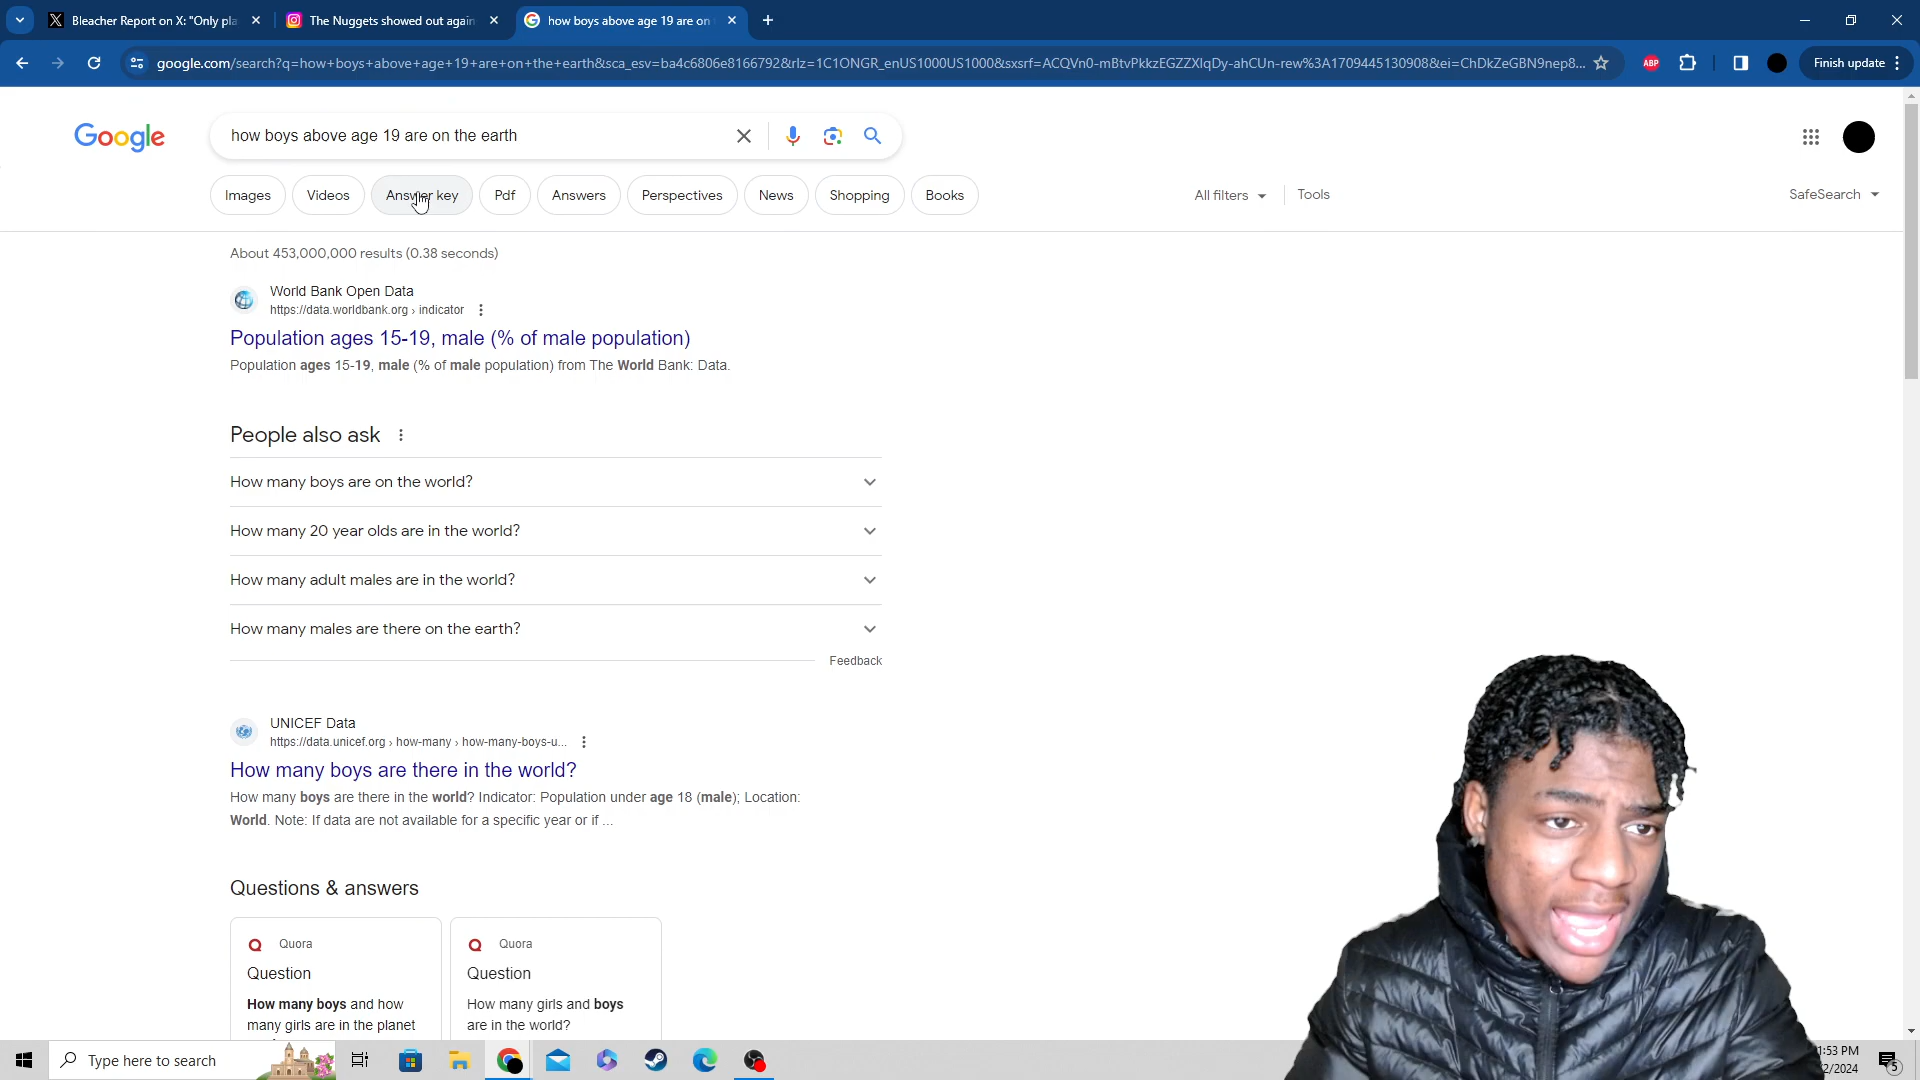 Bleacher Report on X: "Only pla
The Nuggets showed out again
how boys above age 19 are on
google.com/search?q=how+boys+above+age+19+are+on+the+earth&sca_esv=ba4c6806e8166792&rlz=1C1ONGR_enUS1000US1000&sxsrf=ACQVn0-mBtvPkkzEGZZXlqDy-ahCUn-rew%3A1709445130908&ei=ChDkZeGBN9nep8...
ABP
Finish update
Google
how boys above age 19 are on the earth
Images
Videos
Answer key
Pdf
Answers
Perspectives
News
Shopping
Books
All filters
Tools
SafeSearch
About 453,000,000 results (0.38 seconds)
World Bank Open Data
https://data.worldbank.org › indicator
Population ages 15-19, male (% of male population)
Population ages 15-19, male (% of male population) from The World Bank: Data.
People also ask
How many boys are on the world?
How many 20 year olds are in the world?
How many adult males are in the world?
How many males are there on the earth?
Feedback
UNICEF Data
https://data.unicef.org › how-many › how-many-boys-u...
How many boys are there in the world?
How many boys are there in the world? Indicator: Population under age 18 (male); Location:
World. Note: If data are not available for a specific year or if ...
Questions & answers
Quora
Question
How many boys and how
many girls are in the planet
Quora
Question
How many girls and boys
are in the world?
Type here to search
:53 PM
2/2024
5